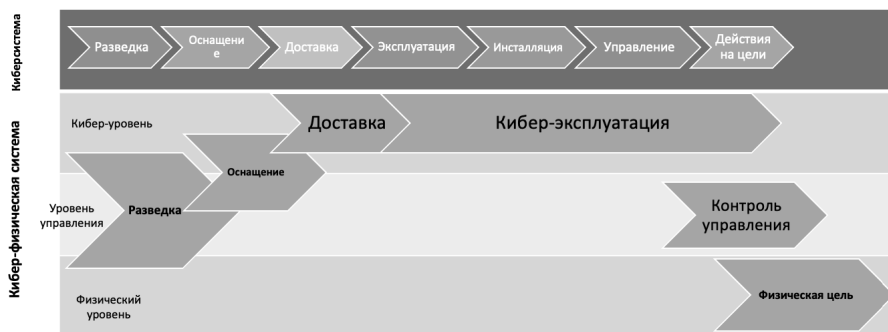 Киберсистема
Разведка
Оснащени
е
Доставка
Эксплуатация
Инсталляция
Управление
Действия
на цели
Кибер-физическая система
Кибер-уровень
Доставка
Кибер-эксплуатация
Оснащение
Уровень
управления
Разведка
Контроль
управления
Физический
уровень
Физическая цель